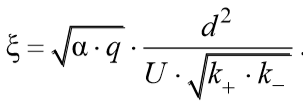 ξ = √(α · q) · d² / (U · √(k₊ · k₋)).